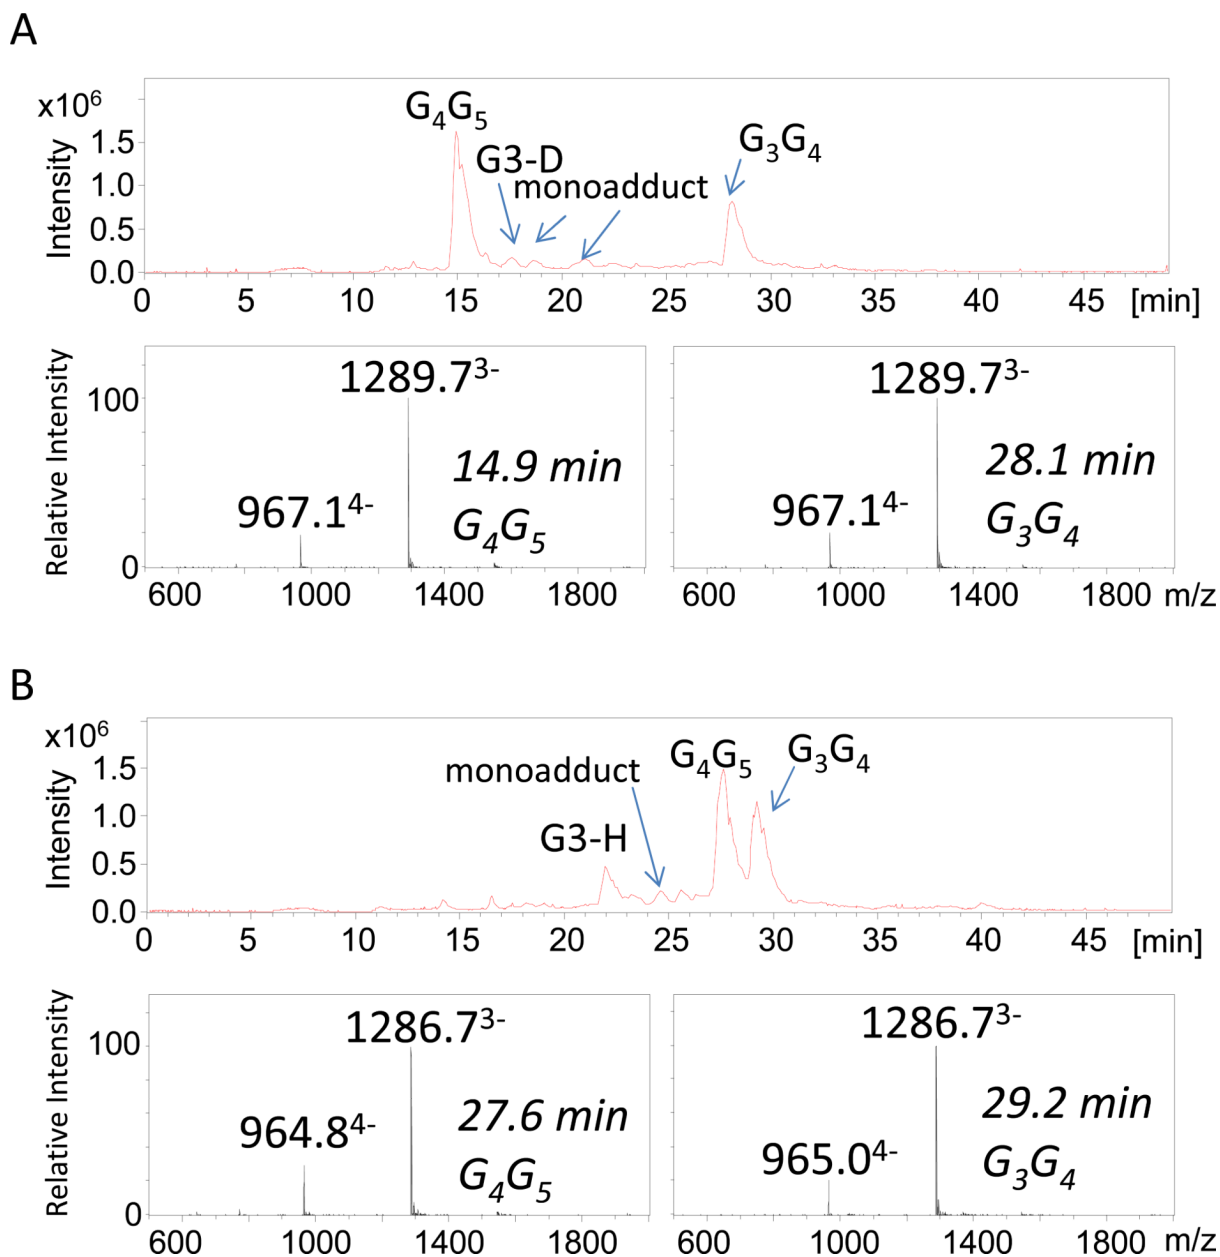 A
x10⁶
Intensity
1.5
1.0
0.5
0.0
G₄G₅
G3-D
monoadduct
G₃G₄
0 5 10 15 20 25 30 35 40 45 [min]
Relative Intensity
100
0
1289.7³⁻
967.1⁴⁻
14.9 min
G₄G₅
600 1000 1400 1800
1289.7³⁻
967.1⁴⁻
28.1 min
G₃G₄
600 1000 1400 1800 m/z
B
x10⁶
Intensity
1.5
1.0
0.5
0.0
monoadduct
G₄G₅
G₃G₄
G3-H
0 5 10 15 20 25 30 35 40 45 [min]
Relative Intensity
100
0
1286.7³⁻
964.8⁴⁻
27.6 min
G₄G₅
600 1000 1400 1800
1286.7³⁻
965.0⁴⁻
29.2 min
G₃G₄
600 1000 1400 1800 m/z